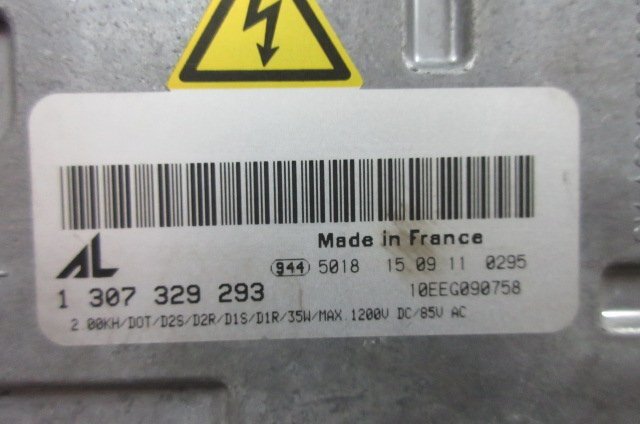 Made in France
AL
944 5018 15 09 11 0295
1 307 329 293
10EEG090758
2 00KH/DOT/D2S/D2R/D1S/D1R/35W/MAX.1200V DC/85V AC